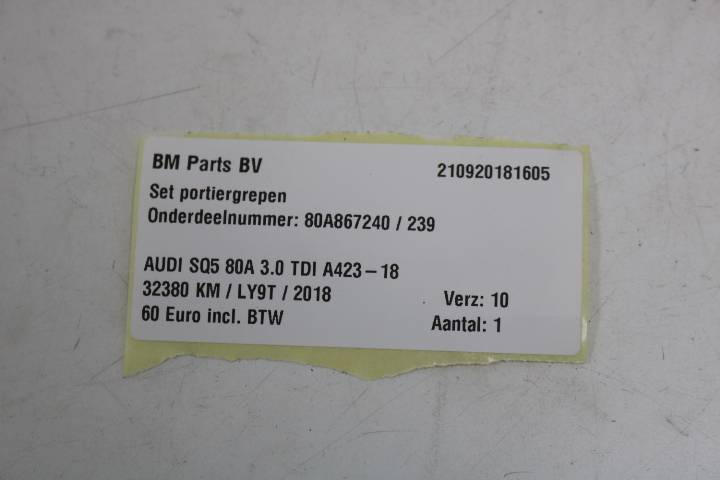 BM Parts BV 210920181605
Set portiergrepen
Onderdeelnummer: 80A867240 / 239
AUDI SQ5 80A 3.0 TDI A423-18
32380 KM / LY9T / 2018 Verz: 10
60 Euro incl. BTW Aantal: 1